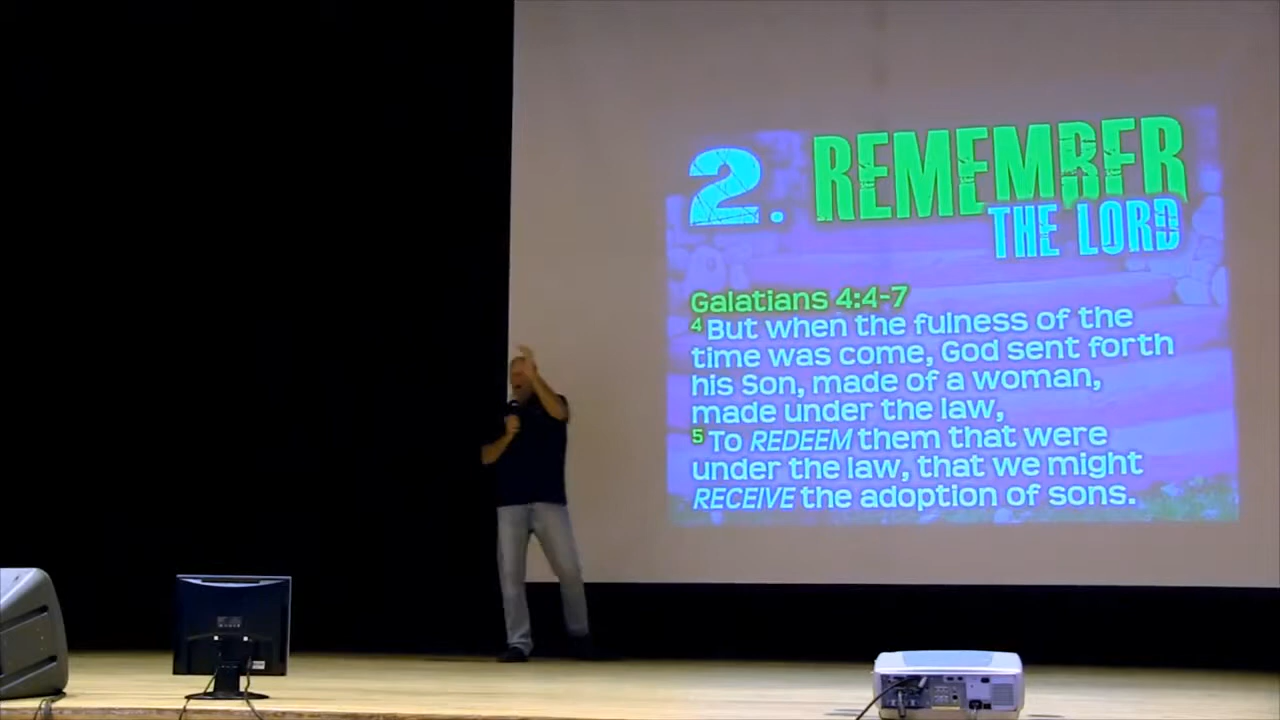 2. REMEMBER
THE LORD
Galatians 4:4-7
4 But when the fulness of the
time was come, God sent forth
his Son, made of a woman,
made under the law,
5 To REDEEM them that were
under the law, that we might
RECEIVE the adoption of sons.